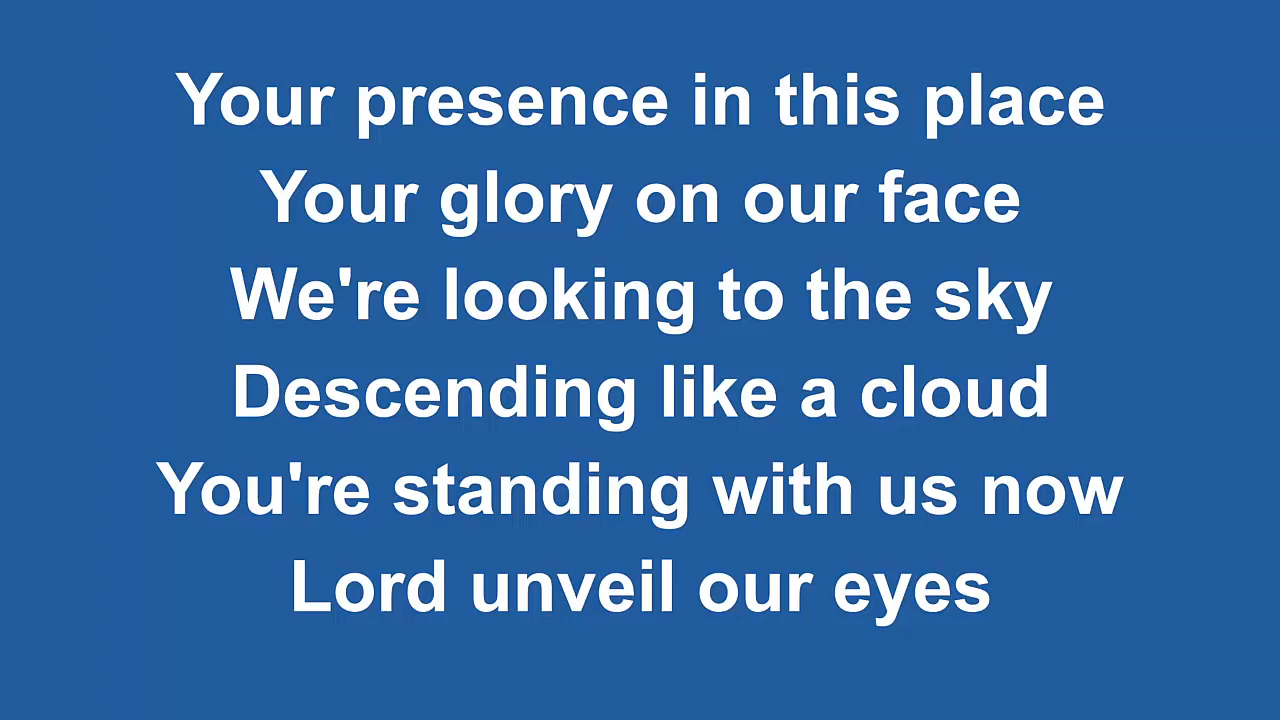 Your presence in this place
Your glory on our face
We're looking to the sky
Descending like a cloud
You're standing with us now
Lord unveil our eyes